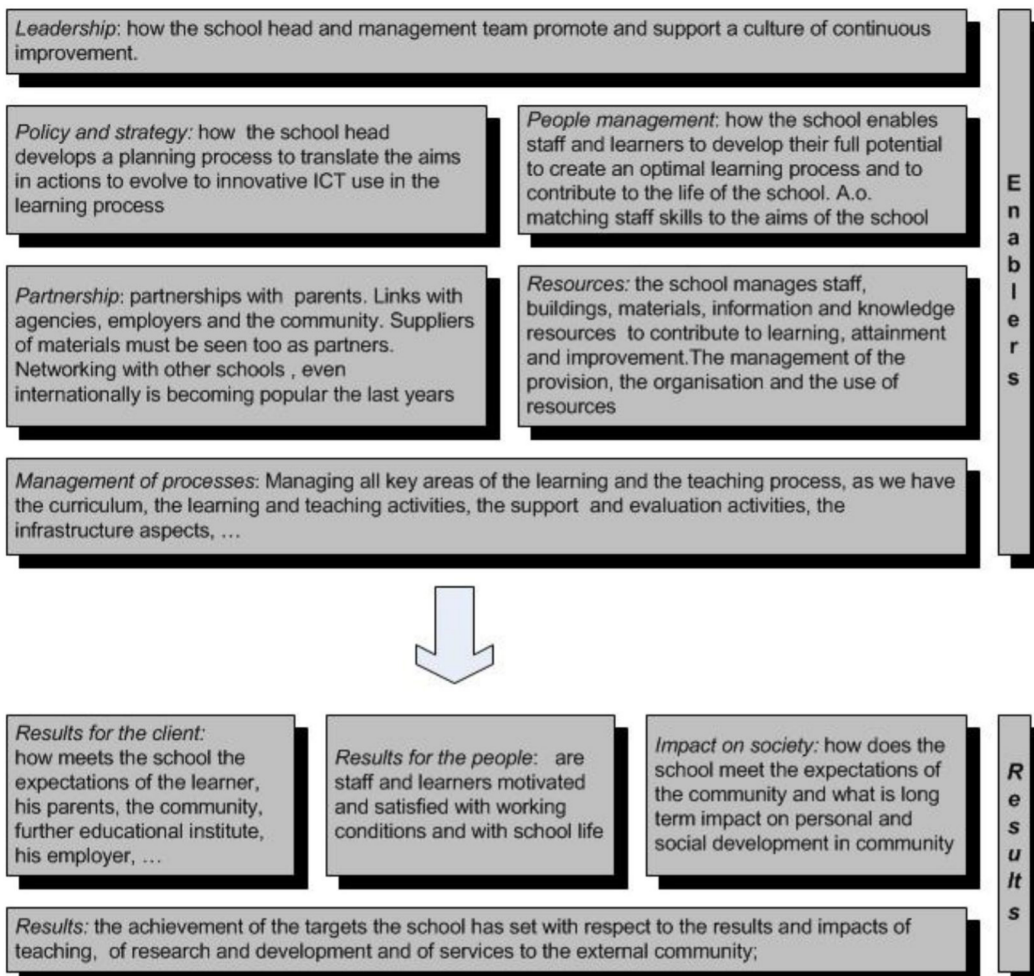 Leadership: how the school head and management team promote and support a culture of continuous
improvement.
Policy and strategy: how the school head
develops a planning process to translate the aims
in actions to evolve to innovative ICT use in the
learning process
People management: how the school enables
staff and learners to develop their full potential
to create an optimal learning process and to
contribute to the life of the school. A.o.
matching staff skills to the aims of the school
Partnership: partnerships with parents. Links with
agencies, employers and the community. Suppliers
of materials must be seen too as partners.
Networking with other schools , even
internationally is becoming popular the last years
Resources: the school manages staff,
buildings, materials, information and knowledge
resources to contribute to learning, attainment
and improvement.The management of the
provision, the organisation and the use of
resources
Management of processes: Managing all key areas of the learning and the teaching process, as we have
the curriculum, the learning and teaching activities, the support and evaluation activities, the
infrastructure aspects, …
Enablers
Results for the client:
how meets the school the
expectations of the learner,
his parents, the community,
further educational institute,
his employer, …
Results for the people: are
staff and learners motivated
and satisfied with working
conditions and with school life
Impact on society: how does the
school meet the expectations of
the community and what is long
term impact on personal and
social development in community
Results: the achievement of the targets the school has set with respect to the results and impacts of
teaching, of research and development and of services to the external community;
Results